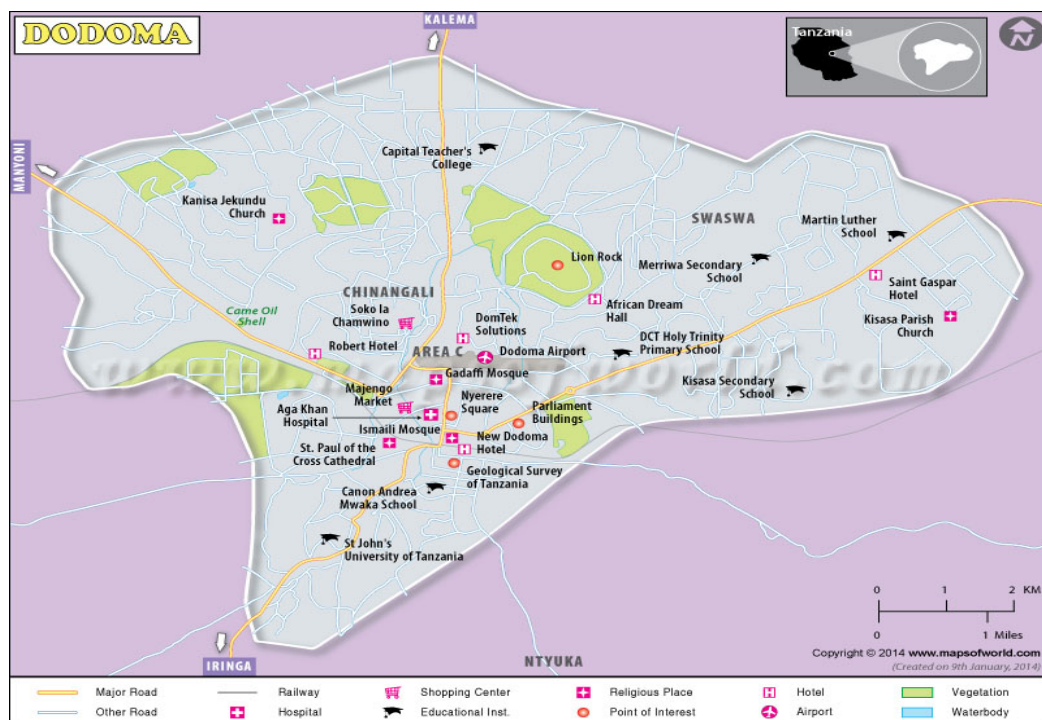 DODOMA
KALEMA
Tanzania
N
MANYONI
Capital Teacher's
College
Kanisa Jekundu
Church
SWASWA
Martin Luther
School
Lion Rock
Merriwa Secondary
School
CHINANGALI
Soko la
Chamwino
Came Oil
Shell
DomTek
Solutions
African Dream
Hall
Saint Gaspar
Hotel
Kisasa Parish
Church
Robert Hotel
AREA C
Dodoma Airport
DCT Holy Trinity
Primary School
Gadaffi Mosque
Majengo
Market
Nyerere
Square
Parliament
Buildings
Kisasa Secondary
School
Aga Khan
Hospital
Ismaili Mosque
St. Paul of the
Cross Cathedral
New Dodoma
Hotel
Geological Survey
of Tanzania
Canon Andrea
Mwaka School
St John's
University of Tanzania
IRINGA
NTYUKA
0 1 2 KM
0 1 Miles
Copyright © 2014 www.mapsofworld.com
(Created on 9th January, 2014)
Major Road
Railway
Shopping Center
Religious Place
H Hotel
Vegetation
Other Road
Hospital
Educational Inst.
Point of Interest
Airport
Waterbody